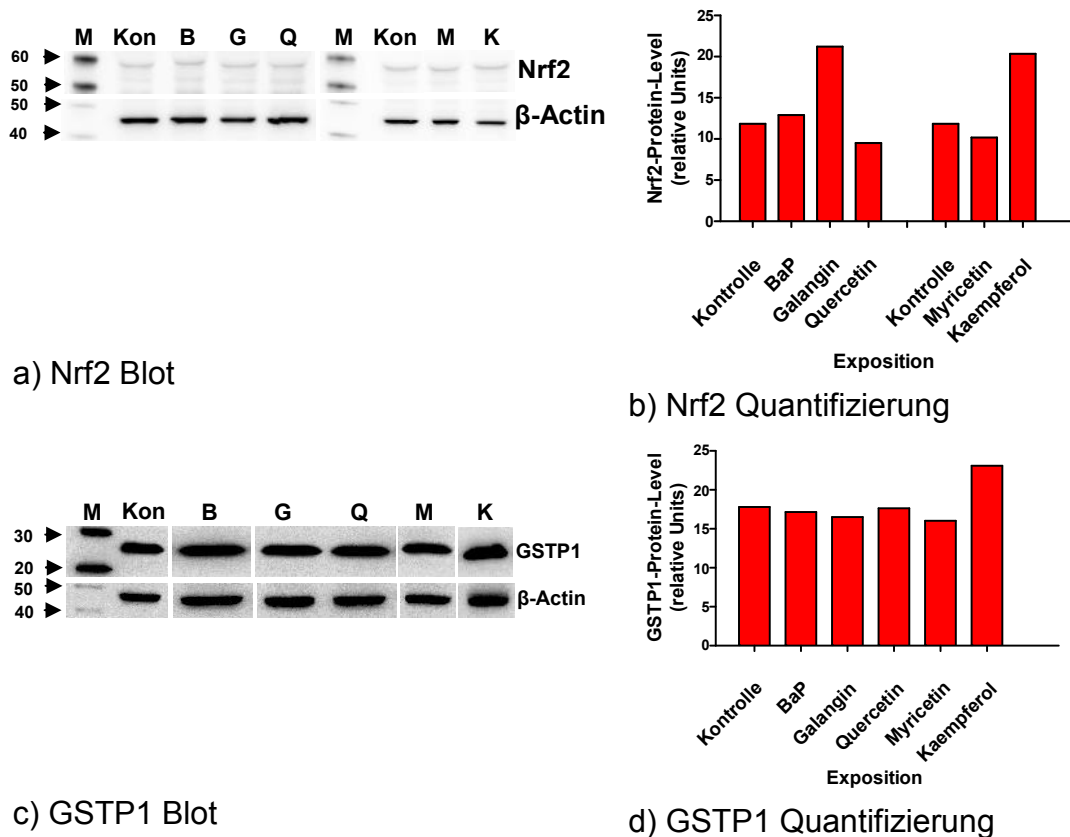 M Kon B G Q M Kon M K
60
50
Nrf2
50
40
β-Actin
a) Nrf2 Blot
Nrf2-Protein-Level
(relative Units)
25
20
15
10
5
0
Kontrolle
BaP
Galangin
Quercetin
Kontrolle
Myricetin
Kaempferol
Exposition
b) Nrf2 Quantifizierung
M Kon B G Q M K
30
20
GSTP1
50
40
β-Actin
c) GSTP1 Blot
GSTP1-Protein-Level
(relative Units)
25
20
15
10
5
0
Kontrolle
BaP
Galangin
Quercetin
Myricetin
Kaempferol
Exposition
d) GSTP1 Quantifizierung